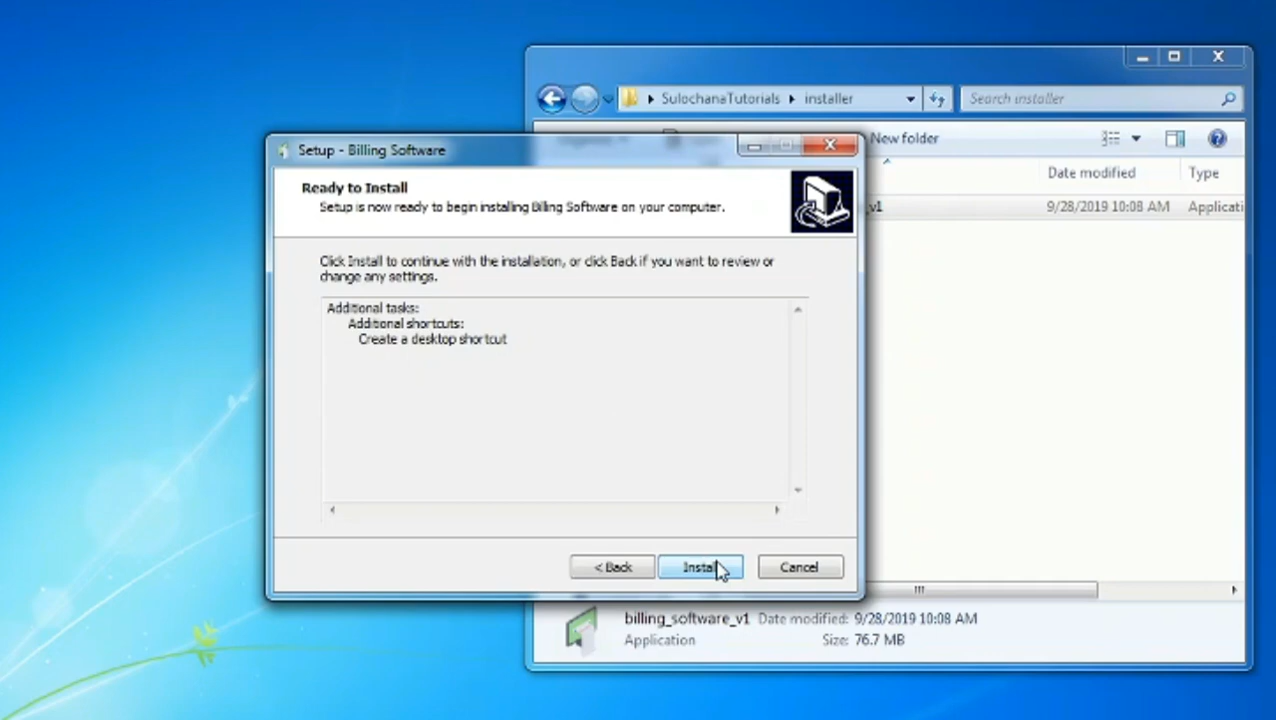 SulochanaTutorials
installer
Search installer
Setup - Billing Software
New folder
Ready to Install
Setup is now ready to begin installing Billing Software on your computer.
Date modified
Type
v1
9/28/2019 10:08 AM
Applicati
Click Install to continue with the installation, or click Back if you want to review or
change any settings.
Additional tasks:
Additional shortcuts:
Create a desktop shortcut
< Back
Install
Cancel
billing_software_v1 Date modified: 9/28/2019 10:08 AM
Application Size: 76.7 MB